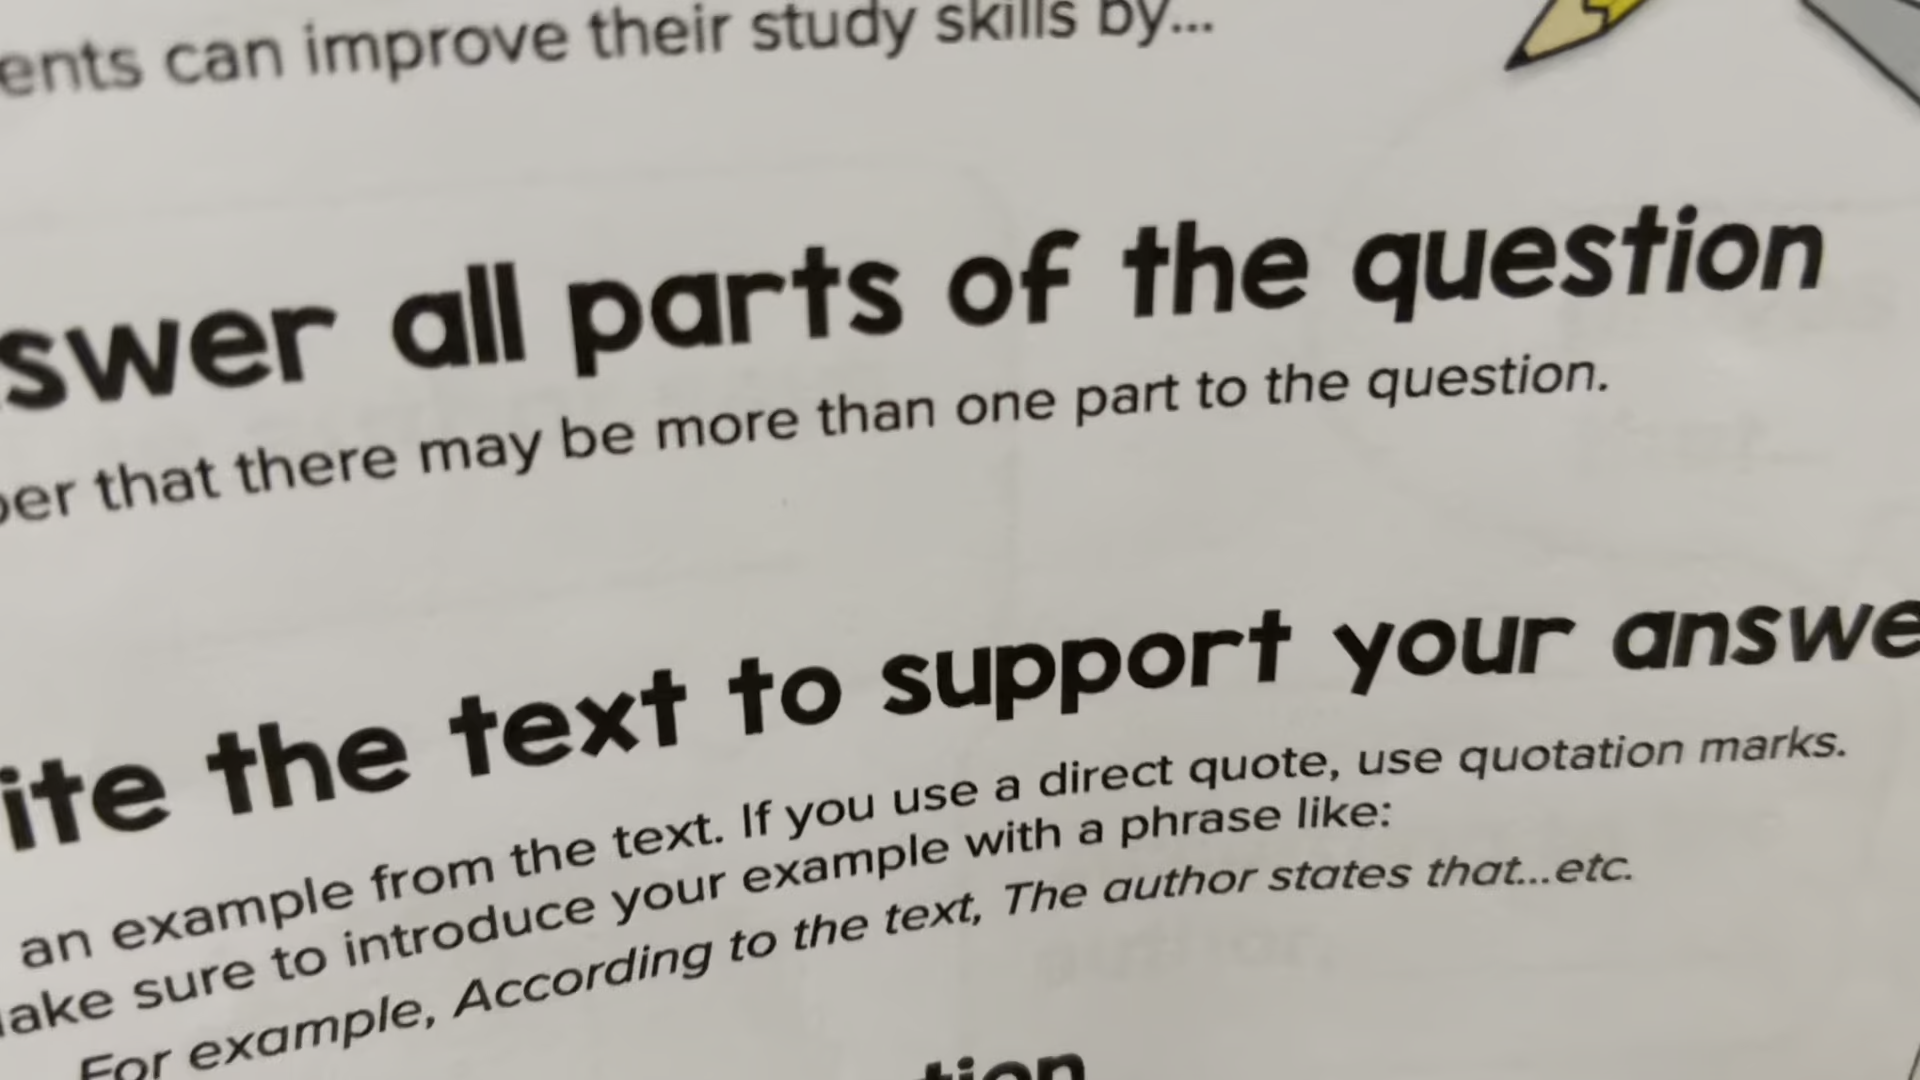 ents can improve their study skills by...
swer all parts of the question
ber that there may be more than one part to the question.
ite the text to support your answe
an example from the text. If you use a direct quote, use quotation marks.
ake sure to introduce your example with a phrase like:
For example, According to the text, The author states that...etc.
tion